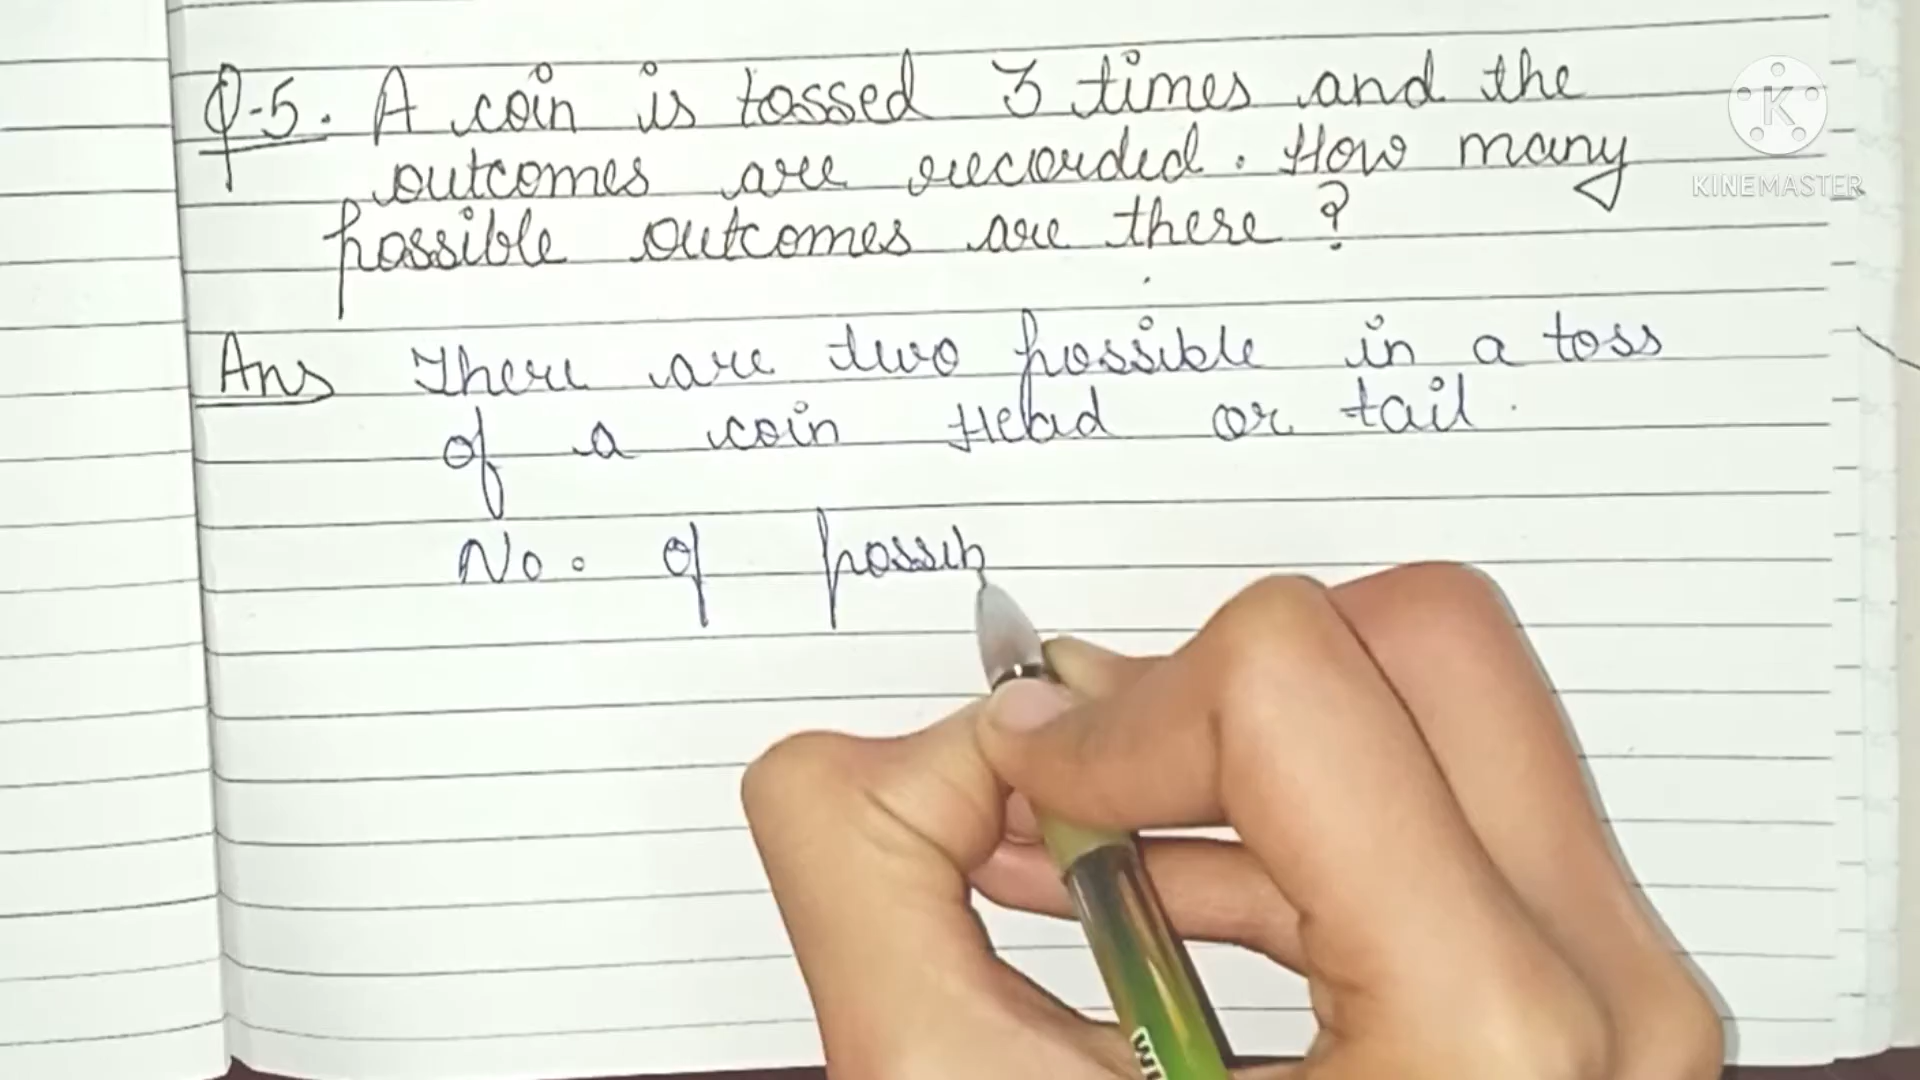 Q-5. A coin is tossed 3 times and the
outcomes are recorded. How many
possible outcomes are there ?
Ans There are two possible in a toss
of a coin Head or tail.
No. of possib
K
KINEMASTER